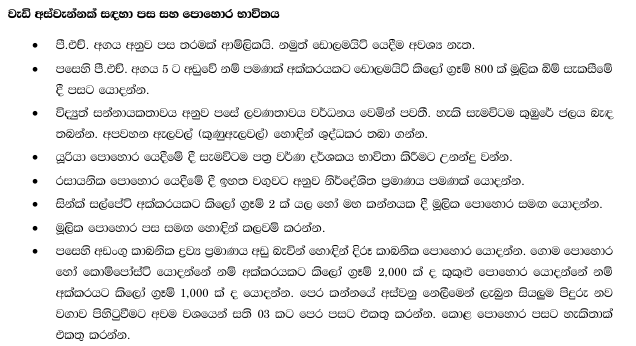 වැඩි අස්වැන්නක් සඳහා පස සහ පොහොර භාවිතය
• පී.එච්. අගය අනුව පස තරමක් ආම්ලිකයි. නමුත් ඩොලමයිට් යෙදීම අවශ්‍ය නැත.
• පසෙහි පී.එච්. අගය 5 ට අඩුවේ නම් පමණක් අක්කරයකට ඩොලමයිට් කිලෝ ග්‍රෑම් 800 ක් මූලික බිම් සැකසීමේ
දී පසට යොදන්න.
• විද්‍යුත් සන්නායකතාවය අනුව පසේ ලවණතාවය වර්ධනය වෙමින් පවතී. හැකි සැමවිටම කුඹුරේ ජලය බැඳ
තබන්න. අපවහන ඇලවල් (කුණුඇලවල්) හොඳින් ශුද්ධකර තබා ගන්න.
• යූරියා පොහොර යෙදීමේ දී සැමවිටම පත්‍ර වර්ණ දර්ශකය භාවිතා කිරීමට උනන්දු වන්න.
• රසායනික පොහොර යෙදීමේ දී ඉහත වගුවට අනුව නිර්දේශිත ප්‍රමාණය පමණක් යොදන්න.
• සින්ක් සල්පේට් අක්කරයකට කිලෝ ග්‍රෑම් 2 ක් යල හෝ මහ කන්නයක දී මූලික පොහොර සමඟ යොදන්න.
• මූලික පොහොර පස සමඟ හොඳින් කලවම් කරන්න.
• පසෙහි අඩංගු කාබනික ද්‍රව්‍ය ප්‍රමාණය අඩු බැවින් හොඳින් දිරූ කාබනික පොහොර යොදන්න. ගොම පොහොර
හෝ කොම්පෝස්ට් යොදන්නේ නම් අක්කරයකට කිලෝ ග්‍රෑම් 2,000 ක් ද කුකුළු පොහොර යොදන්නේ නම්
අක්කරයට කිලෝ ග්‍රෑම් 1,000 ක් ද යොදන්න. පෙර කන්නයේ අස්වනු නෙලීමෙන් ලැබුන සියලුම පිදුරු නව
වගාව පිහිටුවීමට අවම වශයෙන් සති 03 කට පෙර පසට එකතු කරන්න. කොළ පොහොර පසට හැකිතාක්
එකතු කරන්න.